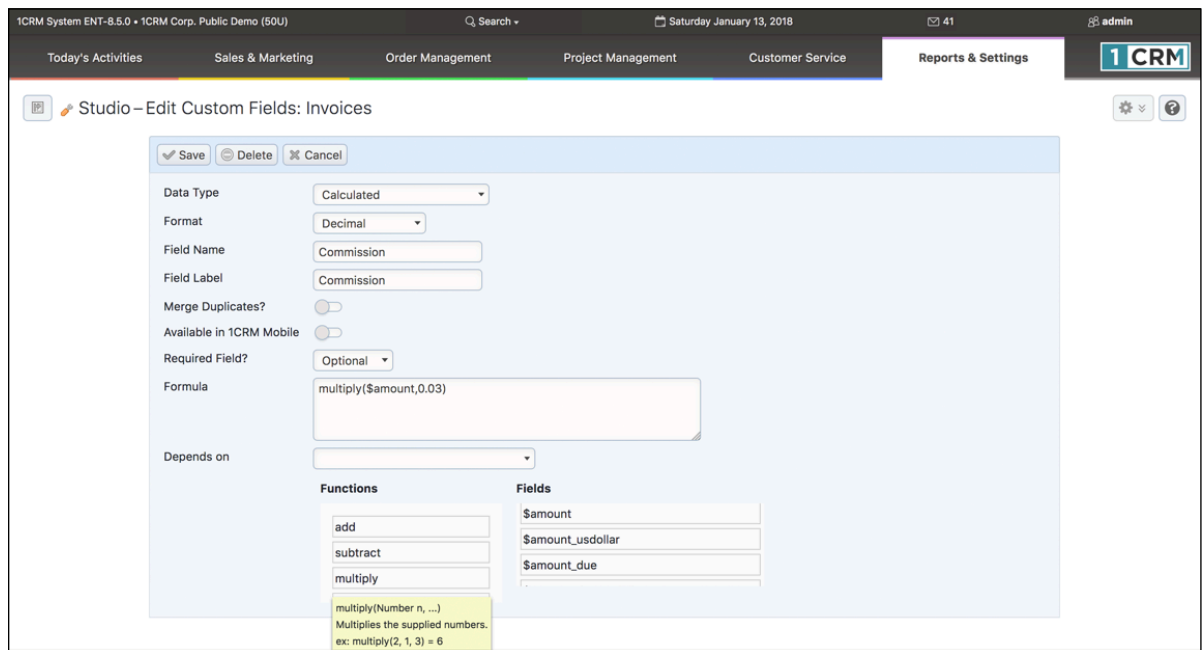 1CRM System ENT-8.5.0 • 1CRM Corp. Public Demo (50U) Search Saturday January 13, 2018 41 admin
Today's Activities Sales & Marketing Order Management Project Management Customer Service Reports & Settings 1 CRM
Studio – Edit Custom Fields: Invoices
Save Delete Cancel
Data Type Calculated
Format Decimal
Field Name Commission
Field Label Commission
Merge Duplicates?
Available in 1CRM Mobile
Required Field? Optional
Formula multiply($amount,0.03)
Depends on
Functions Fields
$amount
add
$amount_usdollar
subtract
$amount_due
multiply
multiply(Number n, ...)
Multiplies the supplied numbers.
ex: multiply(2, 1, 3) = 6